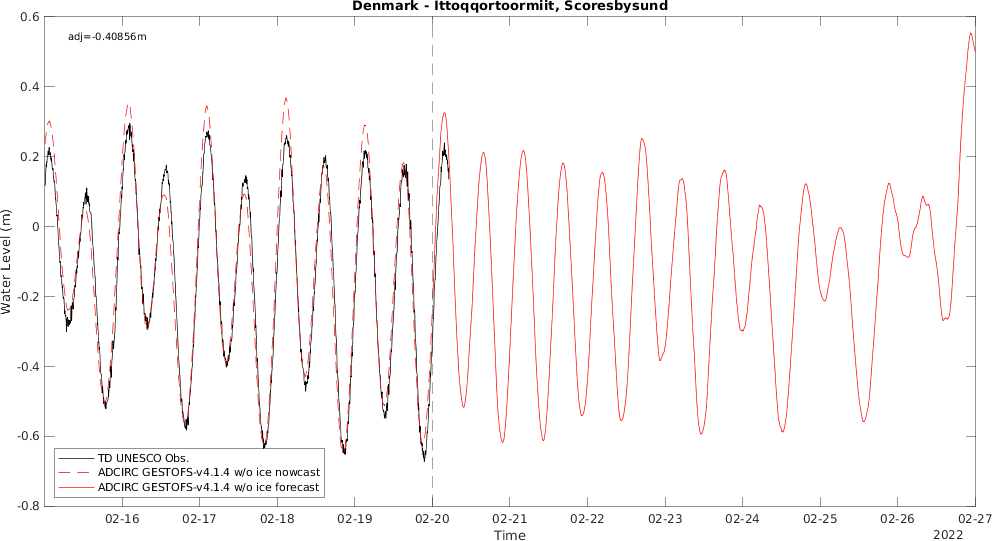 Denmark - Ittoqqortoormiit, Scoresbysund
adj=-0.40856m
0.6
0.4
0.2
0
-0.2
-0.4
-0.6
-0.8
Water Level (m)
TD UNESCO Obs.
ADCIRC GESTOFS-v4.1.4 w/o ice nowcast
ADCIRC GESTOFS-v4.1.4 w/o ice forecast
02-16 02-17 02-18 02-19 02-20 02-21 02-22 02-23 02-24 02-25 02-26 02-27
Time
2022